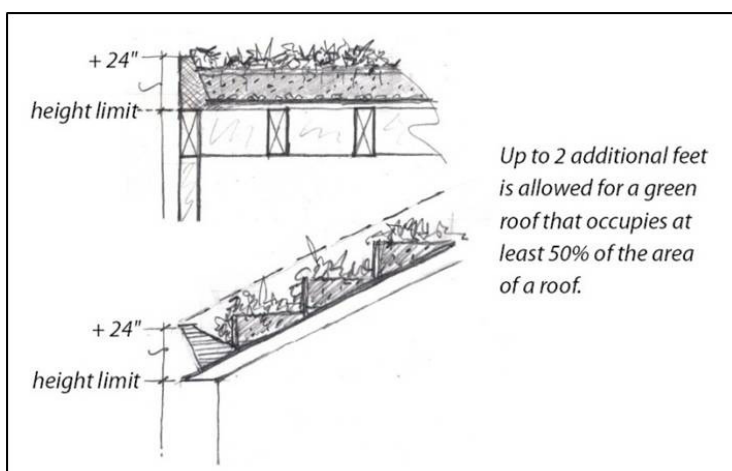 + 24"
height limit
Up to 2 additional feet
is allowed for a green
roof that occupies at
least 50% of the area
of a roof.
+ 24"
height limit